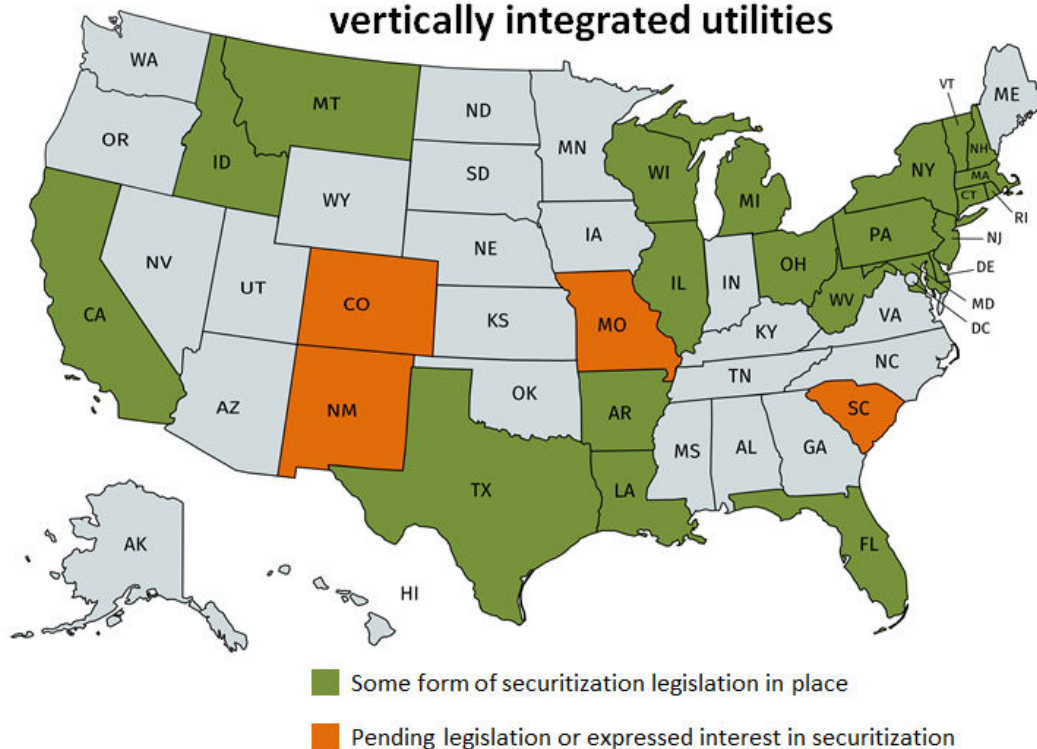 vertically integrated utilities
WA
MT
ND
MN
VT
ME
OR
ID
SD
WI
MI
NY
NH
MA
CT
RI
WY
IA
PA
NJ
NE
OH
DE
NV
UT
IL
IN
WV
MD
CA
CO
KS
MO
KY
VA
DC
TN
NC
AZ
NM
OK
AR
SC
MS
AL
GA
TX
LA
FL
AK
HI
Some form of securitization legislation in place
Pending legislation or expressed interest in securitization